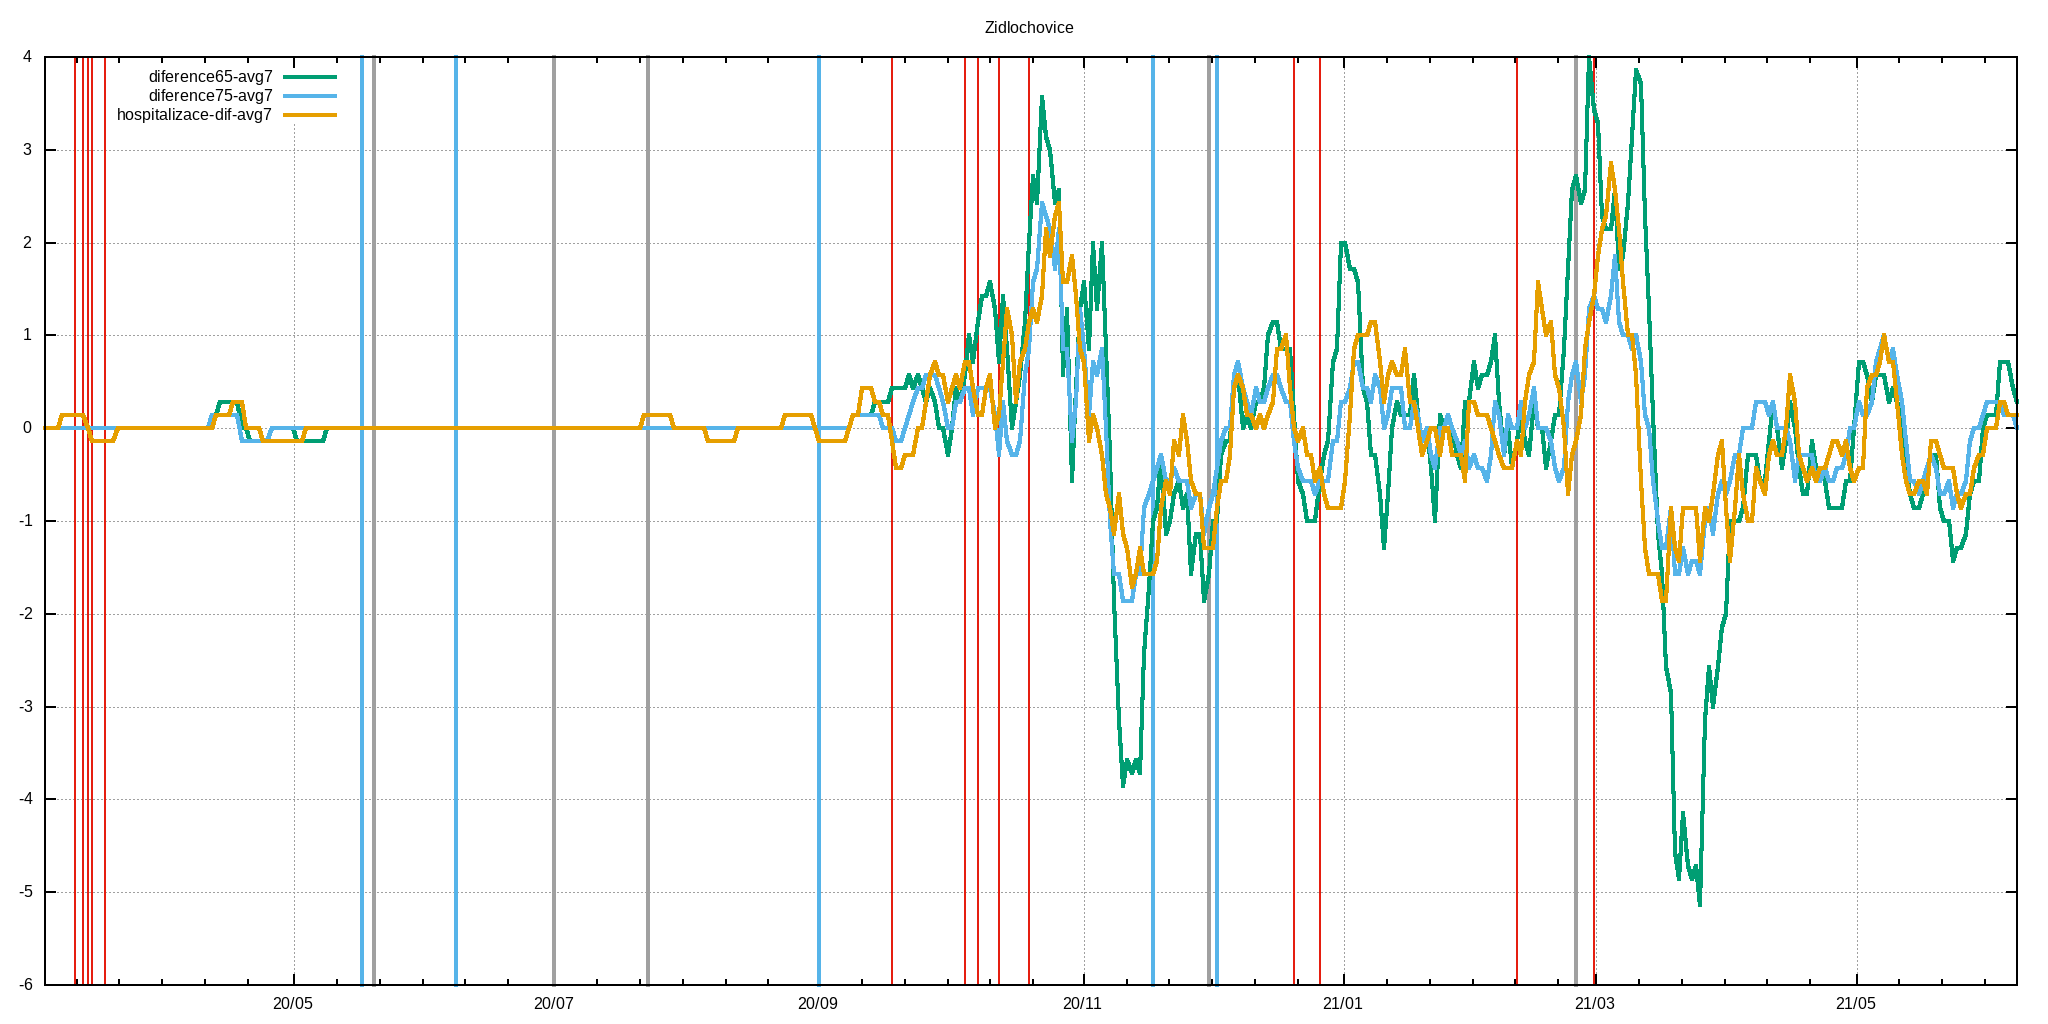 Zidlochovice
diference65-avg7
diference75-avg7
hospitalizace-dif-avg7
4
3
2
1
0
-1
-2
-3
-4
-5
-6
20/05 20/07 20/09 20/11 21/01 21/03 21/05